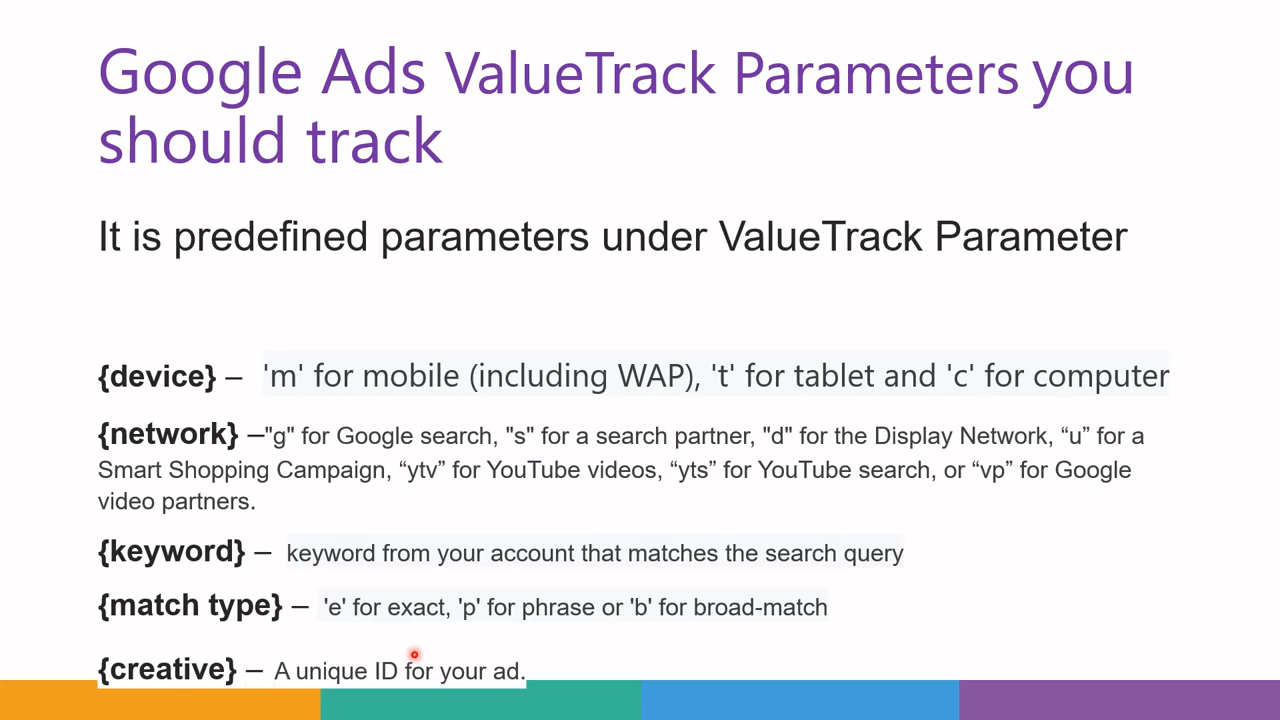 Google Ads ValueTrack Parameters you
should track
It is predefined parameters under ValueTrack Parameter
{device} – 'm' for mobile (including WAP), 't' for tablet and 'c' for computer
{network} –"g" for Google search, "s" for a search partner, "d" for the Display Network, “u” for a
Smart Shopping Campaign, “ytv” for YouTube videos, “yts” for YouTube search, or “vp” for Google
video partners.
{keyword} – keyword from your account that matches the search query
{match type} – 'e' for exact, 'p' for phrase or 'b' for broad-match
{creative} – A unique ID for your ad.